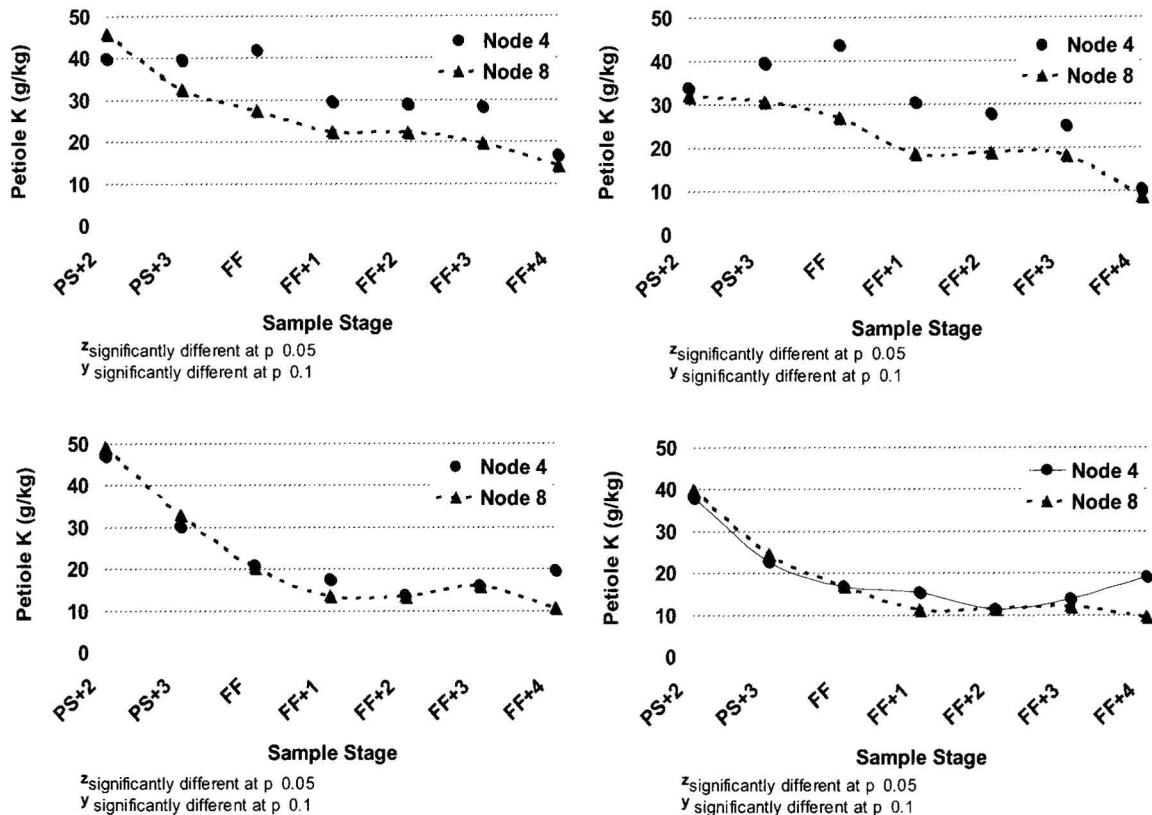 Petiole K (g/kg)
50
40
30
20
10
0
Node 4
Node 8
PS+2
PS+3
FF
FF+1
FF+2
FF+3
FF+4
Sample Stage
z significantly different at p 0.05
y significantly different at p 0.1
Petiole K (g/kg)
50
40
30
20
10
0
Node 4
Node 8
PS+2
PS+3
FF
FF+1
FF+2
FF+3
FF+4
Sample Stage
z significantly different at p 0.05
y significantly different at p 0.1
Petiole K (g/kg)
50
40
30
20
10
0
Node 4
Node 8
PS+2
PS+3
FF
FF+1
FF+2
FF+3
FF+4
Sample Stage
z significantly different at p 0.05
y significantly different at p 0.1
Petiole K (g/kg)
50
40
30
20
10
0
Node 4
Node 8
PS+2
PS+3
FF
FF+1
FF+2
FF+3
FF+4
Sample Stage
z significantly different at p 0.05
y significantly different at p 0.1